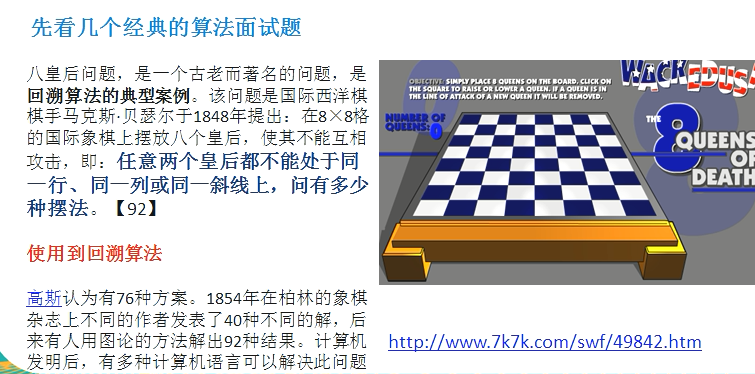 先看几个经典的算法面试题
八皇后问题，是一个古老而著名的问题，是
回溯算法的典型案例。该问题是国际西洋棋
棋手马克斯·贝瑟尔于1848年提出：在8×8格
的国际象棋上摆放八个皇后，使其不能互相
攻击，即：任意两个皇后都不能处于同
一行、同一列或同一斜线上，问有多少
种摆法。【92】
使用到回溯算法
高斯认为有76种方案。1854年在柏林的象棋
杂志上不同的作者发表了40种不同的解，后
来有人用图论的方法解出92种结果。计算机
发明后，有多种计算机语言可以解决此问题
OBJECTIVE: SIMPLY PLACE 8 QUEENS ON THE BOARD. CLICK ON
THE SQUARE TO RAISE OR LOWER A QUEEN. IF A QUEEN IS IN
THE LINE OF ATTACK OF A NEW QUEEN IT WILL BE REMOVED.
NUMBER OF
QUEENS: 0
THE 8 QUEENS
OF
DEATH
http://www.7k7k.com/swf/49842.htm